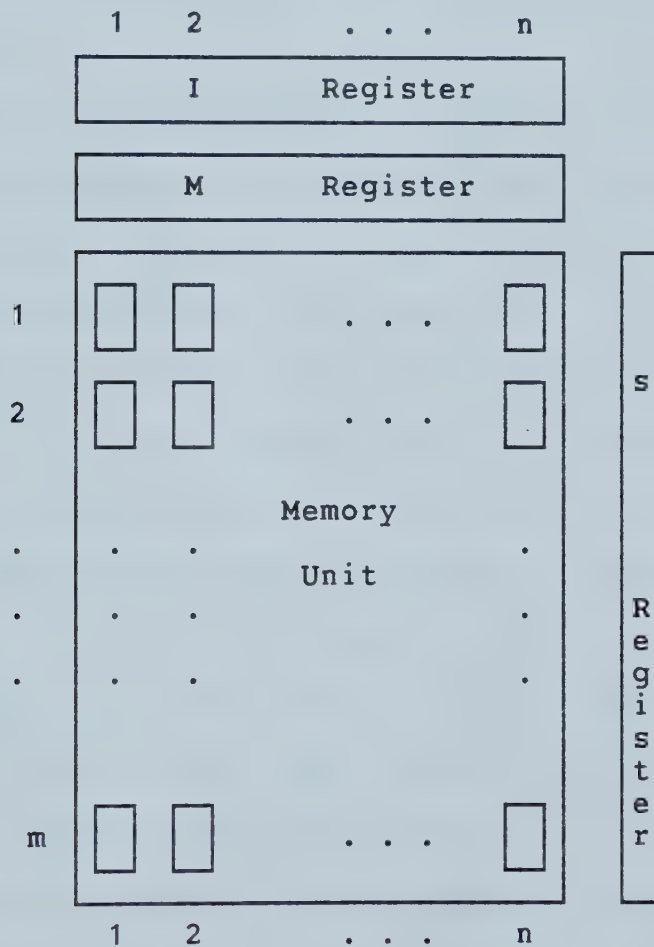 1 2 . . . n
I Register
M Register
1 . . .
2 . . .
s
Memory
Unit
. . . .
. . . .
. . . .
Register
m . . .
1 2 . . . n